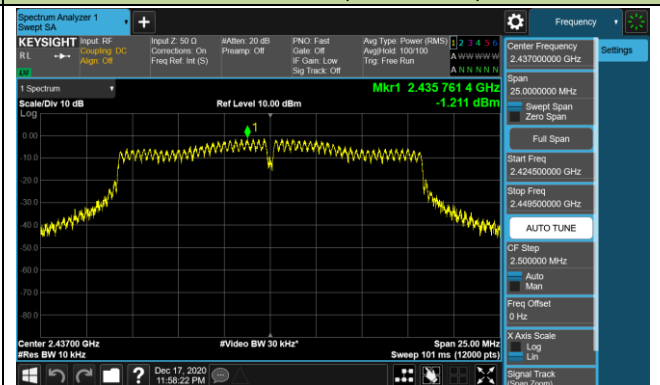 Spectrum Analyzer 1
Swept SA
Frequency
KEYSIGHT
Input: RF
Input Z: 50 Ω
#Atten: 20 dB
PNO: Fast
Avg Type: Power (RMS)
1 2 3 4 5 6
RL
Coupling: DC
Corrections: On
Preamp: Off
Gate: Off
Avg|Hold: 100/100
A W W W W W
Align: Off
Freq Ref: Int (S)
IF Gain: Low
Trig: Free Run
Sig Track: Off
A N N N N N
1 Spectrum
Mkr1 2.435 761 4 GHz
Scale/Div 10 dB
Ref Level 10.00 dBm
-1.211 dBm
Log
1
0.00
-10.0
-20.0
-30.0
-40.0
-50.0
-60.0
-70.0
-80.0
Center 2.43700 GHz
#Video BW 30 kHz*
Span 25.00 MHz
#Res BW 10 kHz
Sweep 101 ms (12000 pts)
Dec 17, 2020
11:58:22 PM
Center Frequency
2.437000000 GHz
Settings
Span
25.0000000 MHz
Swept Span
Zero Span
Full Span
Start Freq
2.424500000 GHz
Stop Freq
2.449500000 GHz
AUTO TUNE
CF Step
2.500000 MHz
Auto
Man
Freq Offset
0 Hz
X Axis Scale
Log
Lin
Signal Track
(Span Zoom)